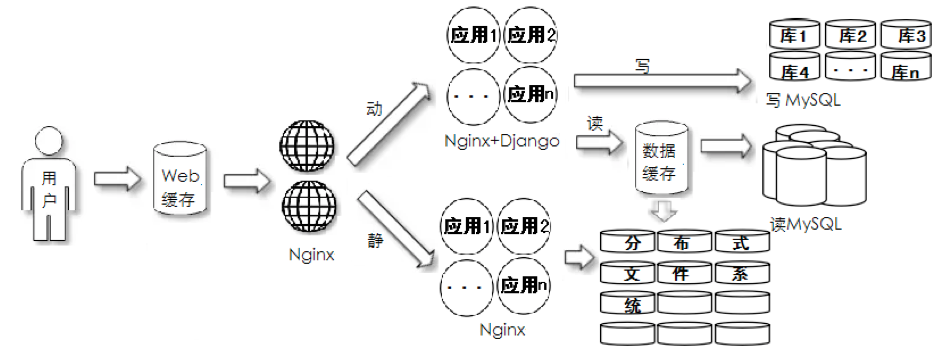 用户
Web
缓存
Nginx
动
静
应用1 应用2
··· 应用n
Nginx+Django
应用1 应用2
··· 应用n
Nginx
写
读
数据
缓存
库1 库2 库3
库4 ··· 库n
写 MySQL
读MySQL
分 布 式
文 件 系
统